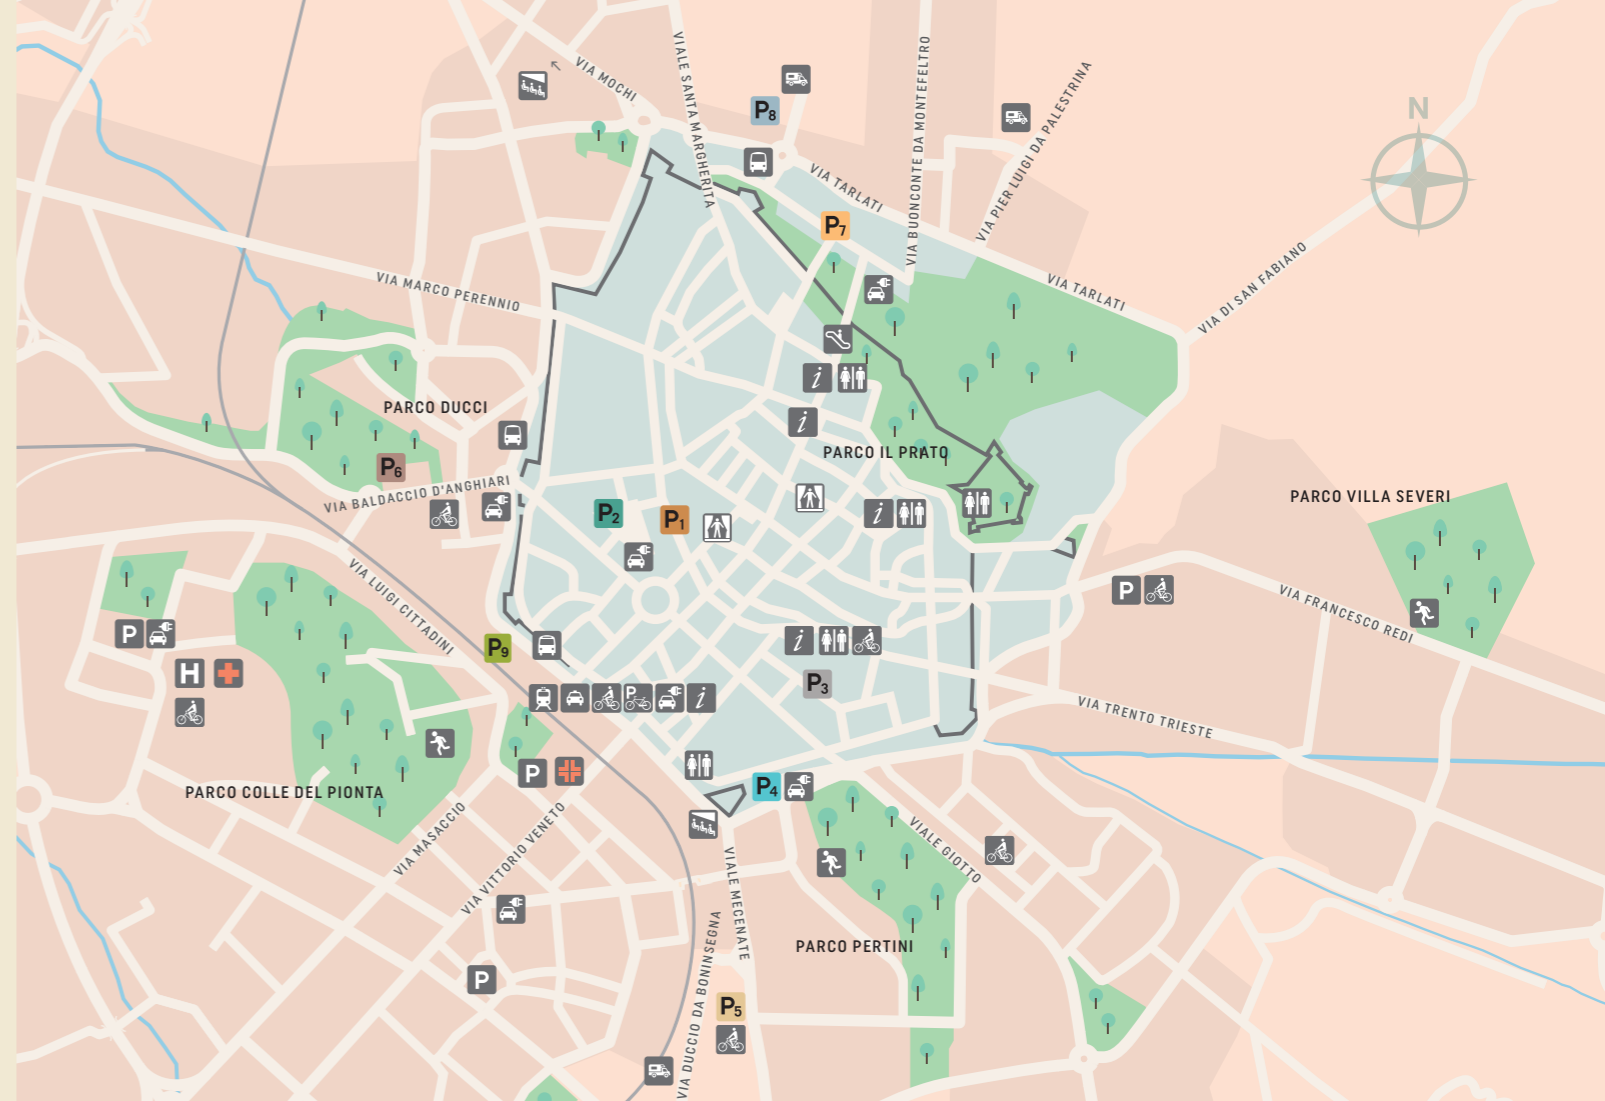 VIA MOCHI
VIALE SANTA MARGHERITA
P8
VIA TARLATI
VIA BUONCONTE DA MONTEFELTRO
VIA PIER LUIGI DA PALESTRINA
N
P7
VIA TARLATI
VIA DI SAN FABIANO
VIA MARCO PERENNIO
i
PARCO DUCCI
i
PARCO IL PRATO
P6
VIA BALDACCIO D'ANGHIARI
PARCO VILLA SEVERI
P2
P1
i
VIA LUIGI CITTADINI
P
VIA FRANCESCO REDI
P
P9
i
H
P3
P
i
VIA TRENTO TRIESTE
P
P4
PARCO COLLE DEL PIONTA
VIA MASACCIO
VIA VITTORIO VENETO
VIALE GIOTTO
VIALE MECENATE
PARCO PERTINI
P
VIA DUCCIO DA BONINSEGNA
P5